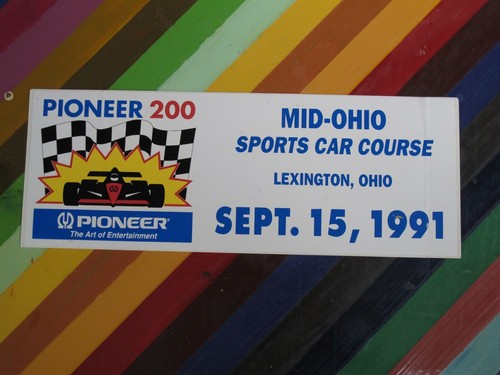 PIONEER 200
PIONEER
The Art of Entertainment
MID-OHIO
SPORTS CAR COURSE
LEXINGTON, OHIO
SEPT. 15, 1991